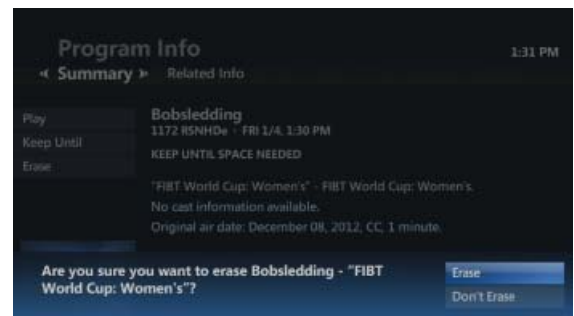 Program Info
1:31 PM
Summary
Related Info
Play
Keep Until
Erase
Bobsledding
1172 RSNHDe - FRI 1/4, 1:30 PM
KEEP UNTIL SPACE NEEDED
"FIBT World Cup: Women's" - FIBT World Cup: Women's.
No cast information available.
Original air date: December 08, 2012, CC, 1 minute.
Are you sure you want to erase Bobsledding - "FIBT
World Cup: Women's"?
Erase
Don't Erase